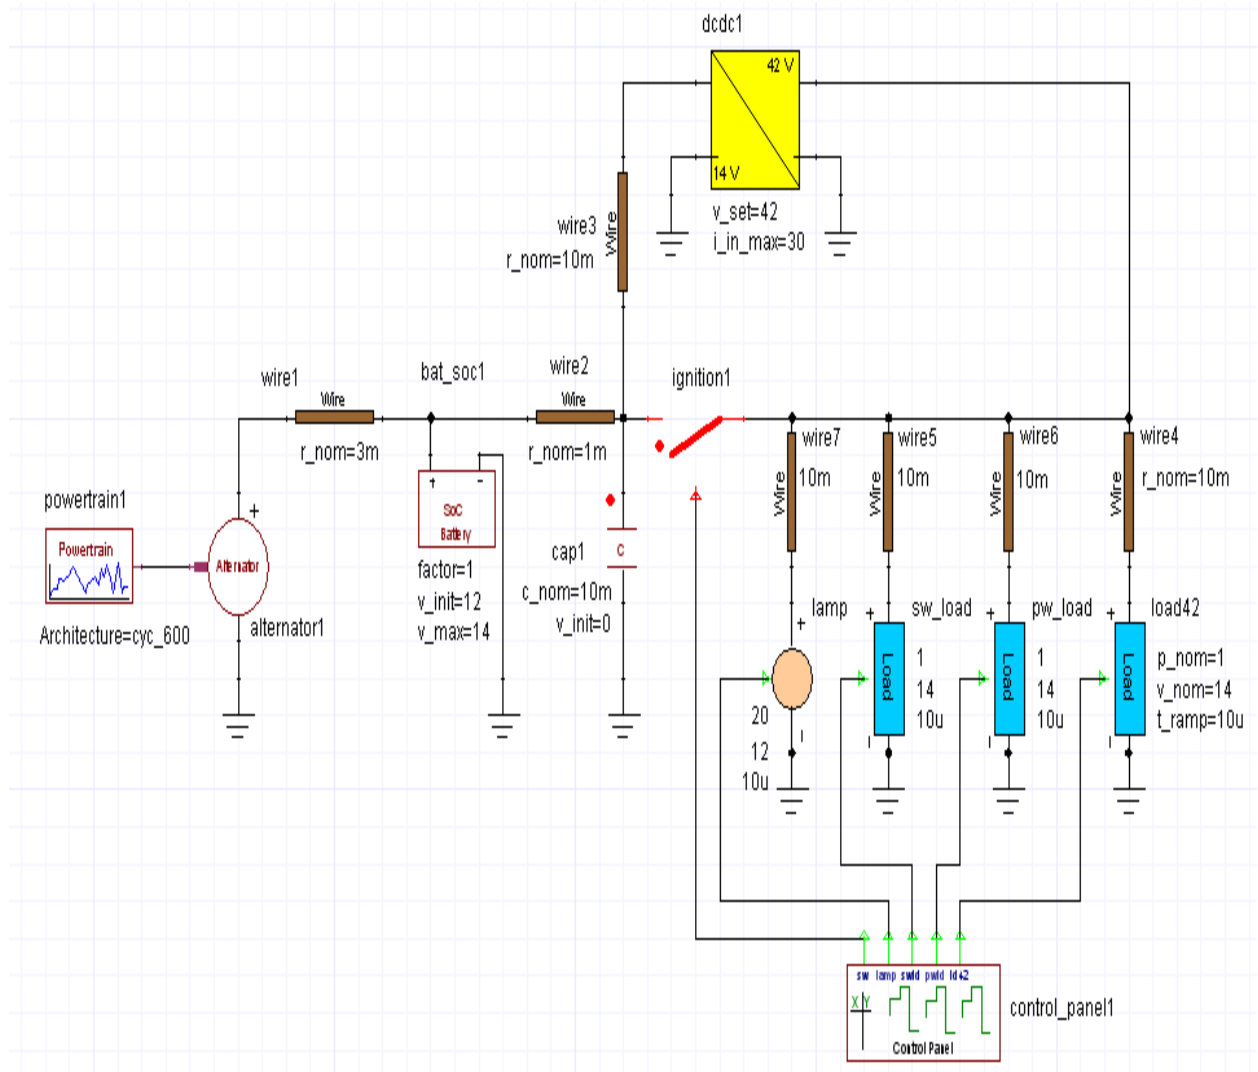 dcdc1
42 V
14 V
v_set=42
i_in_max=30
wire3
r_nom=10m
Wire
wire1
Wire
r_nom=3m
bat_soc1
wire2
Wire
r_nom=1m
ignition1
wire7
10m
Wire
wire5
10m
Wire
wire6
10m
Wire
wire4
r_nom=10m
Wire
+ -
SoC
Battery
factor=1
v_init=12
v_max=14
powertrain1
Powertrain
Architecture=cyc_600
+
Alternator
alternator1
cap1
C
c_nom=10m
v_init=0
lamp
+
20
12
10u
sw_load
+
Load
1
14
10u
pw_load
+
Load
1
14
10u
load42
+
Load
p_nom=1
v_nom=14
t_ramp=10u
sw lamp swld pwld ld42
X Y
Control Panel
control_panel1